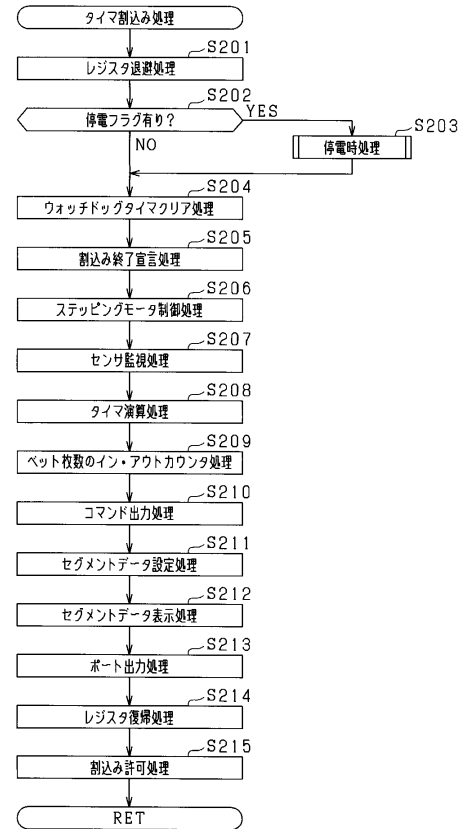 タイマ割込み処理
S201
レジスタ退避処理
S202
停電フラグ有り?
YES
S203
停電時処理
NO
S204
ウォッチドッグタイマクリア処理
S205
割込み終了宣言処理
S206
ステッピングモータ制御処理
S207
センサ監視処理
S208
タイマ演算処理
S209
ベット枚数のイン・アウトカウンタ処理
S210
コマンド出力処理
S211
セグメントデータ設定処理
S212
セグメントデータ表示処理
S213
ポート出力処理
S214
レジスタ復帰処理
S215
割込み許可処理
RET